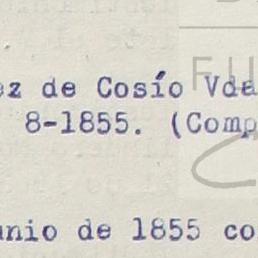 ez de Cosío Vda
8-1855. (Comp
unio de 1855 co